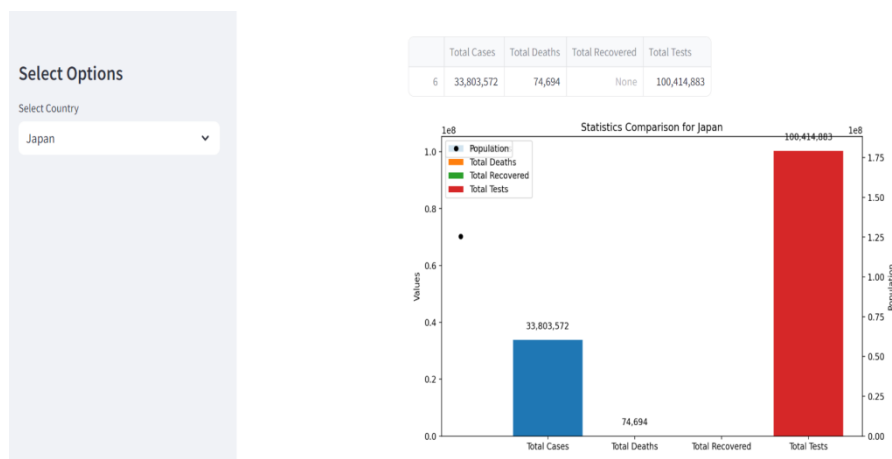 Select Options
Select Country
Japan
Total Cases Total Deaths Total Recovered Total Tests
6 33,803,572 74,694 None 100,414,883
Statistics Comparison for Japan
1e8
1e8
100,414,883
Population
Total Deaths
Total Recovered
Total Tests
1.0
0.8
0.6
0.4
0.2
0.0
Values
33,803,572
74,694
1.75
1.50
1.25
1.00
0.75
0.50
0.25
0.00
Population
Total Cases Total Deaths Total Recovered Total Tests